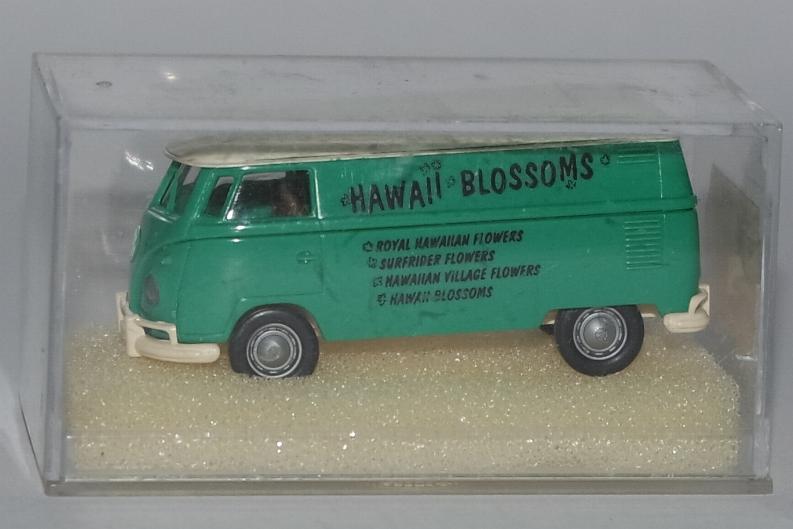 HAWAII BLOSSOMS
ROYAL HAWAIIAN FLOWERS
SURFRIDER FLOWERS
HAWAIIAN VILLAGE FLOWERS
HAWAII BLOSSOMS